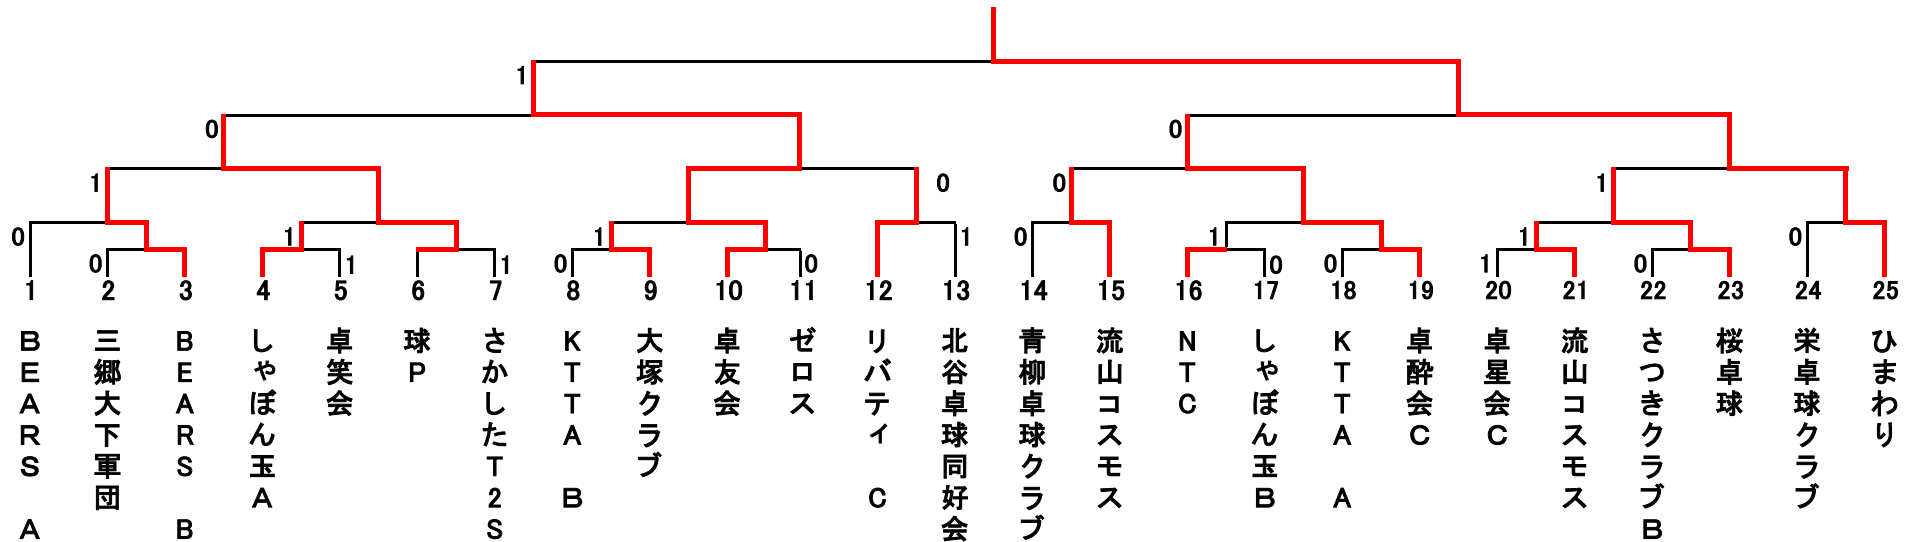 1
0
0
1
0
0
1
1
0
0
1
0
1
1
0
0
1
0
1
0
1
0
1
0
0
1 2 3 4 5 6 7 8 9 10 11 12 13 14 15 16 17 18 19 20 21 22 23 24 25
BEARS A
三郷大下軍団
BEARS B
しゃぼん玉A
卓笑会
球P
さかしたT2S
KTTA B
大塚クラブ
卓友会
ゼロス
リバティ C
北谷卓球同好会
青柳卓球クラブ
流山コスモス
NTC
しゃぼん玉B
KTTA A
卓酔会C
卓星会C
流山コスモス
さつきクラブB
桜卓球
栄卓球クラブ
ひまわり